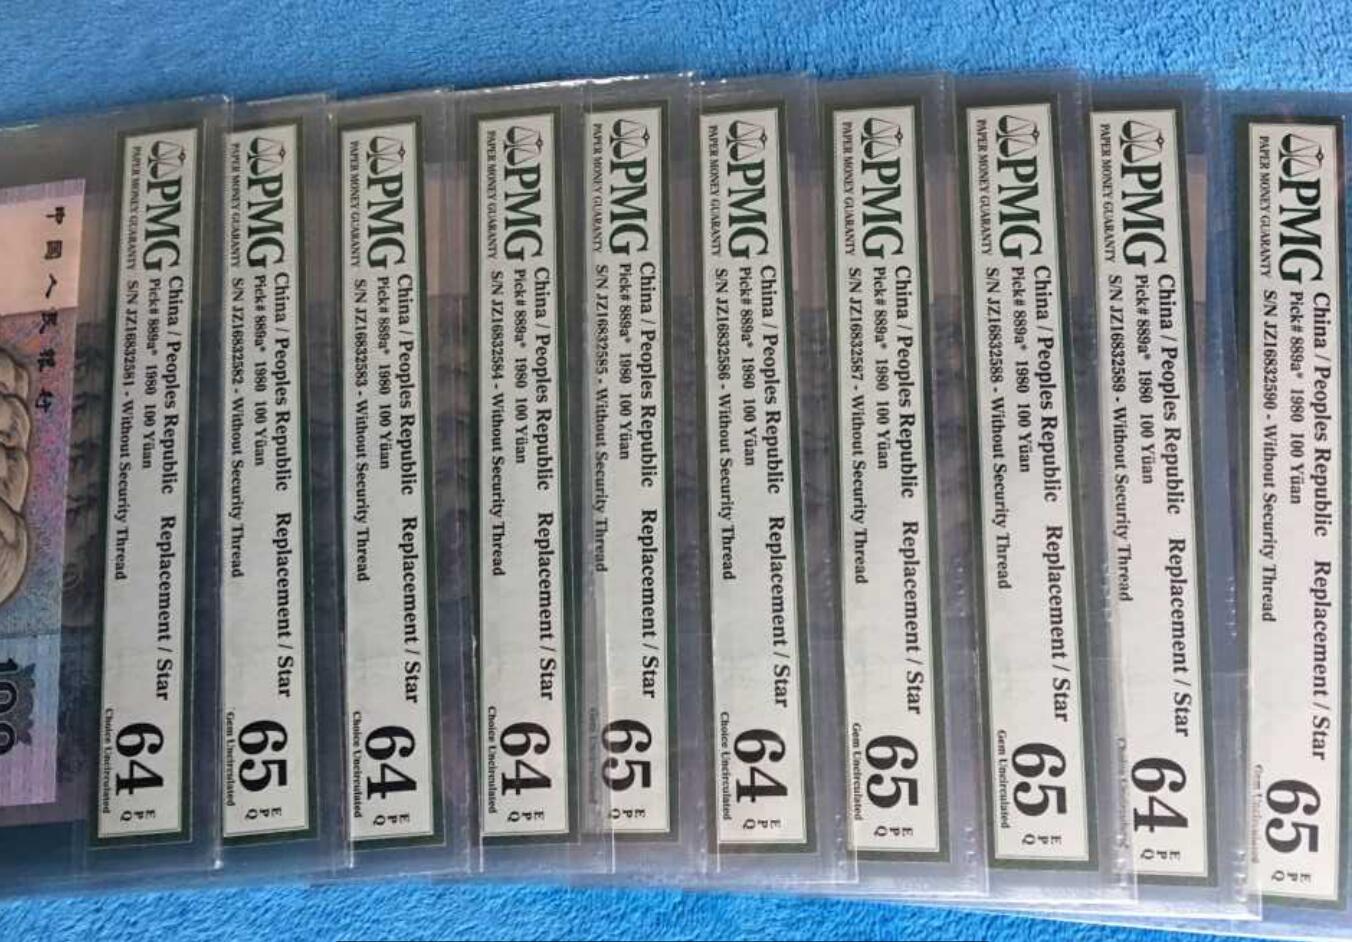 中國人民銀行
100
PMG
PAPER MONEY GUARANTY
China / Peoples Republic Replacement / Star
Pick# 889a* 1980 100 Yüan
S/N JZ16832581 - Without Security Thread
64 EPQ
Choice Uncirculated
PMG
PAPER MONEY GUARANTY
China / Peoples Republic Replacement / Star
Pick# 889a* 1980 100 Yüan
S/N JZ16832582 - Without Security Thread
65 EPQ
Gem Uncirculated
PMG
PAPER MONEY GUARANTY
China / Peoples Republic Replacement / Star
Pick# 889a* 1980 100 Yüan
S/N JZ16832583 - Without Security Thread
64 EPQ
Choice Uncirculated
PMG
PAPER MONEY GUARANTY
China / Peoples Republic Replacement / Star
Pick# 889a* 1980 100 Yüan
S/N JZ16832584 - Without Security Thread
64 EPQ
Choice Uncirculated
PMG
PAPER MONEY GUARANTY
China / Peoples Republic Replacement / Star
Pick# 889a* 1980 100 Yüan
S/N JZ16832585 - Without Security Thread
65 EPQ
Gem
PMG
PAPER MONEY GUARANTY
China / Peoples Republic Replacement / Star
Pick# 889a* 1980 100 Yüan
S/N JZ16832586 - Without Security Thread
64 EPQ
Choice Uncirculated
PMG
PAPER MONEY GUARANTY
China / Peoples Republic Replacement / Star
Pick# 889a* 1980 100 Yüan
S/N JZ16832587 - Without Security Thread
65 EPQ
Gem Uncirculated
PMG
PAPER MONEY GUARANTY
China / Peoples Republic Replacement / Star
Pick# 889a* 1980 100 Yüan
S/N JZ16832588 - Without Security Thread
65 EPQ
Gem Uncirculated
PMG
PAPER MONEY GUARANTY
China / Peoples Republic Replacement / Star
Pick# 889a* 1980 100 Yüan
S/N JZ16832589 - Without Security Thread
64 EPQ
Choice Uncirculated
PMG
PAPER MONEY GUARANTY
China / Peoples Republic Replacement / Star
Pick# 889a* 1980 100 Yüan
S/N JZ16832590 - Without Security Thread
65 EPQ
Gem Uncirculated